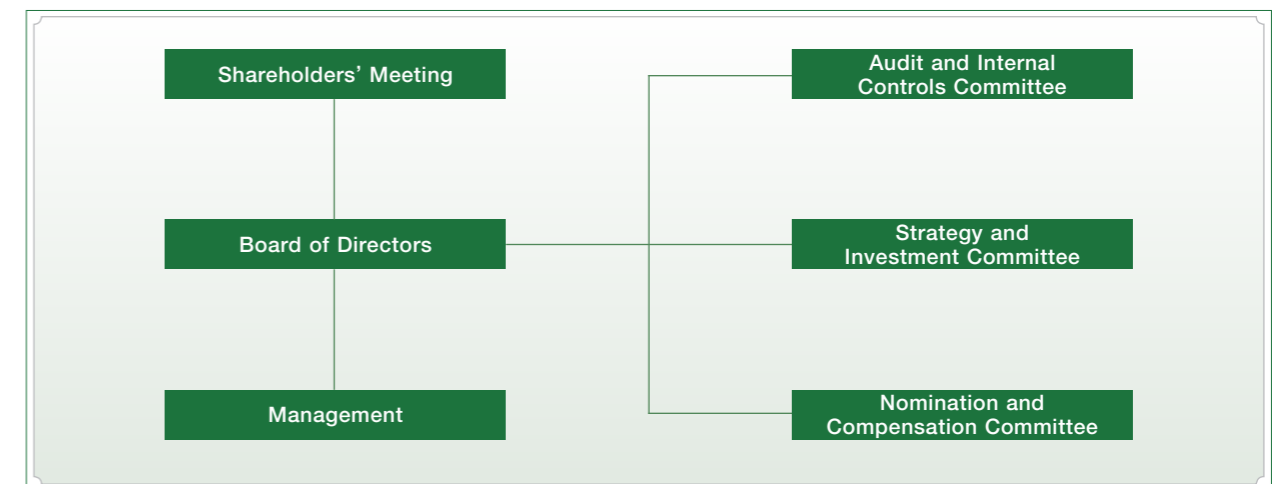 Shareholders’ Meeting
Audit and Internal
Controls Committee
Board of Directors
Strategy and
Investment Committee
Management
Nomination and
Compensation Committee